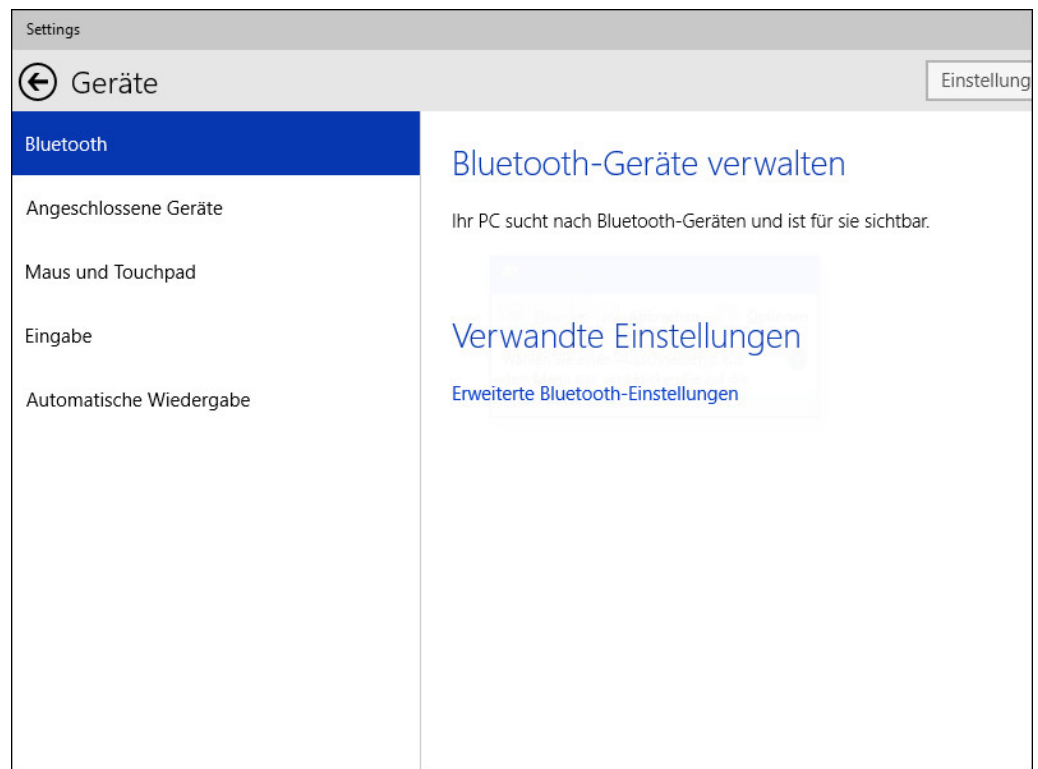 Settings
Geräte
Einstellung
Bluetooth
Angeschlossene Geräte
Maus und Touchpad
Eingabe
Automatische Wiedergabe
Bluetooth-Geräte verwalten
Ihr PC sucht nach Bluetooth-Geräten und ist für sie sichtbar.
Verwandte Einstellungen
Erweiterte Bluetooth-Einstellungen